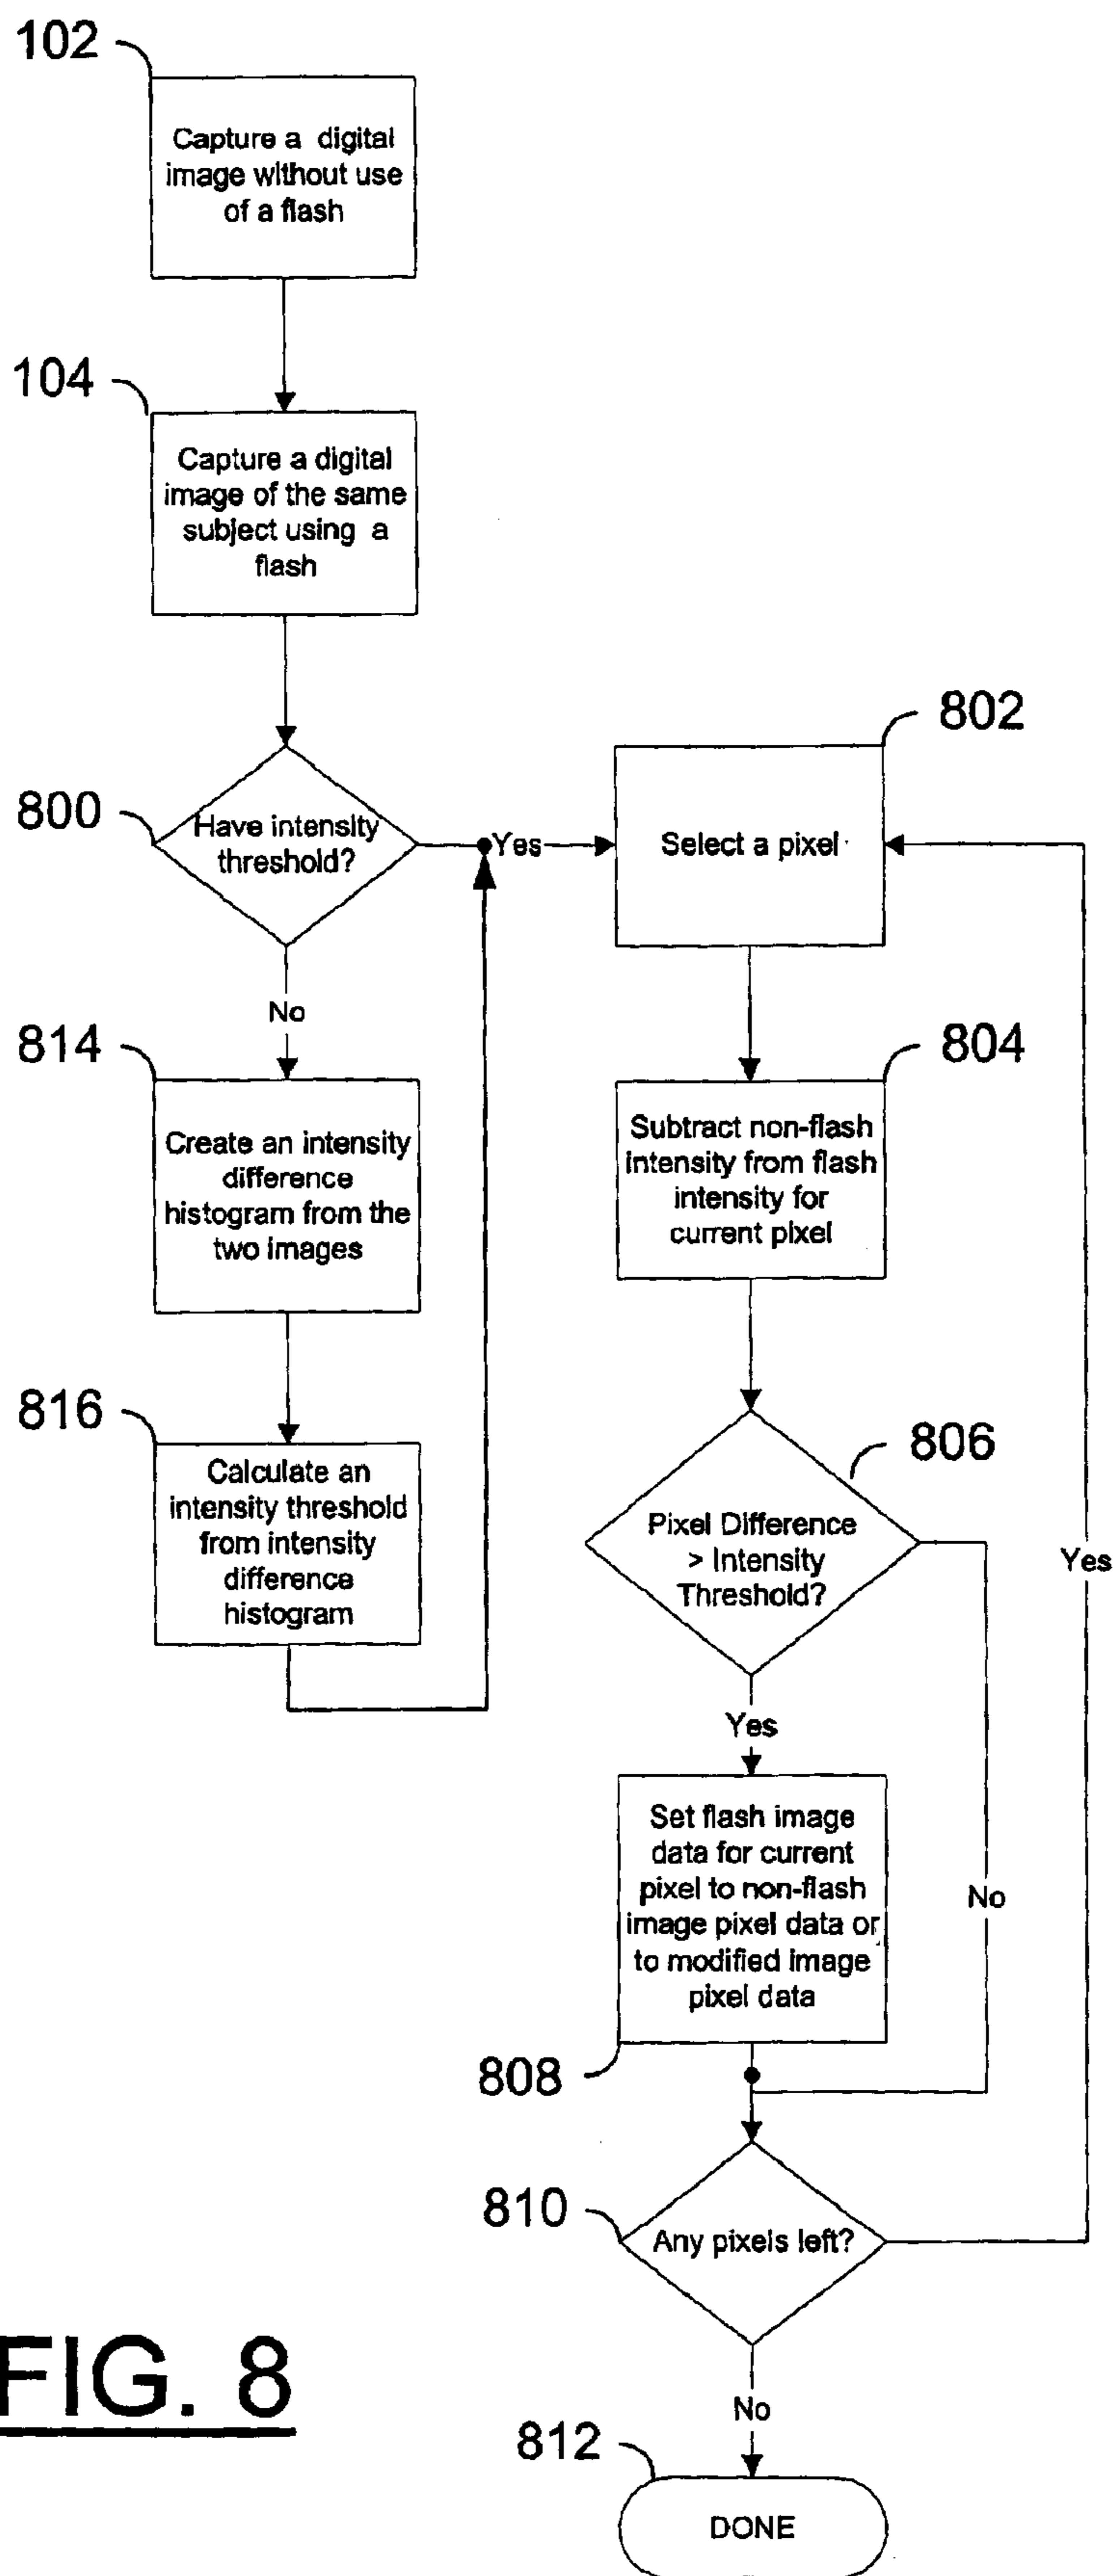 102
Capture a digital
image without use
of a flash
104
Capture a digital
image of the same
subject using a
flash
800
Have intensity
threshold?
Yes
No
814
Create an intensity
difference
histogram from the
two images
816
Calculate an
intensity threshold
from intensity
difference
histogram
802
Select a pixel
804
Subtract non-flash
intensity from flash
intensity for
current pixel
806
Pixel Difference
> Intensity
Threshold?
Yes
No
Yes
Set flash image
data for current
pixel to non-flash
image pixel data or
to modified image
pixel data
808
810
Any pixels left?
No
812
DONE
FIG. 8